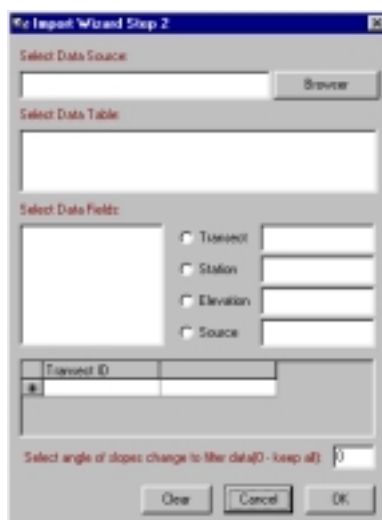 Import Wizard Step 2
Select Data Source:
Browser
Select Data Table:
Select Data Fields:
Transect
Station
Elevation
Source
Transect ID
Select angle of slopes change to filter data(0 - keep all): 0
Clear Cancel OK